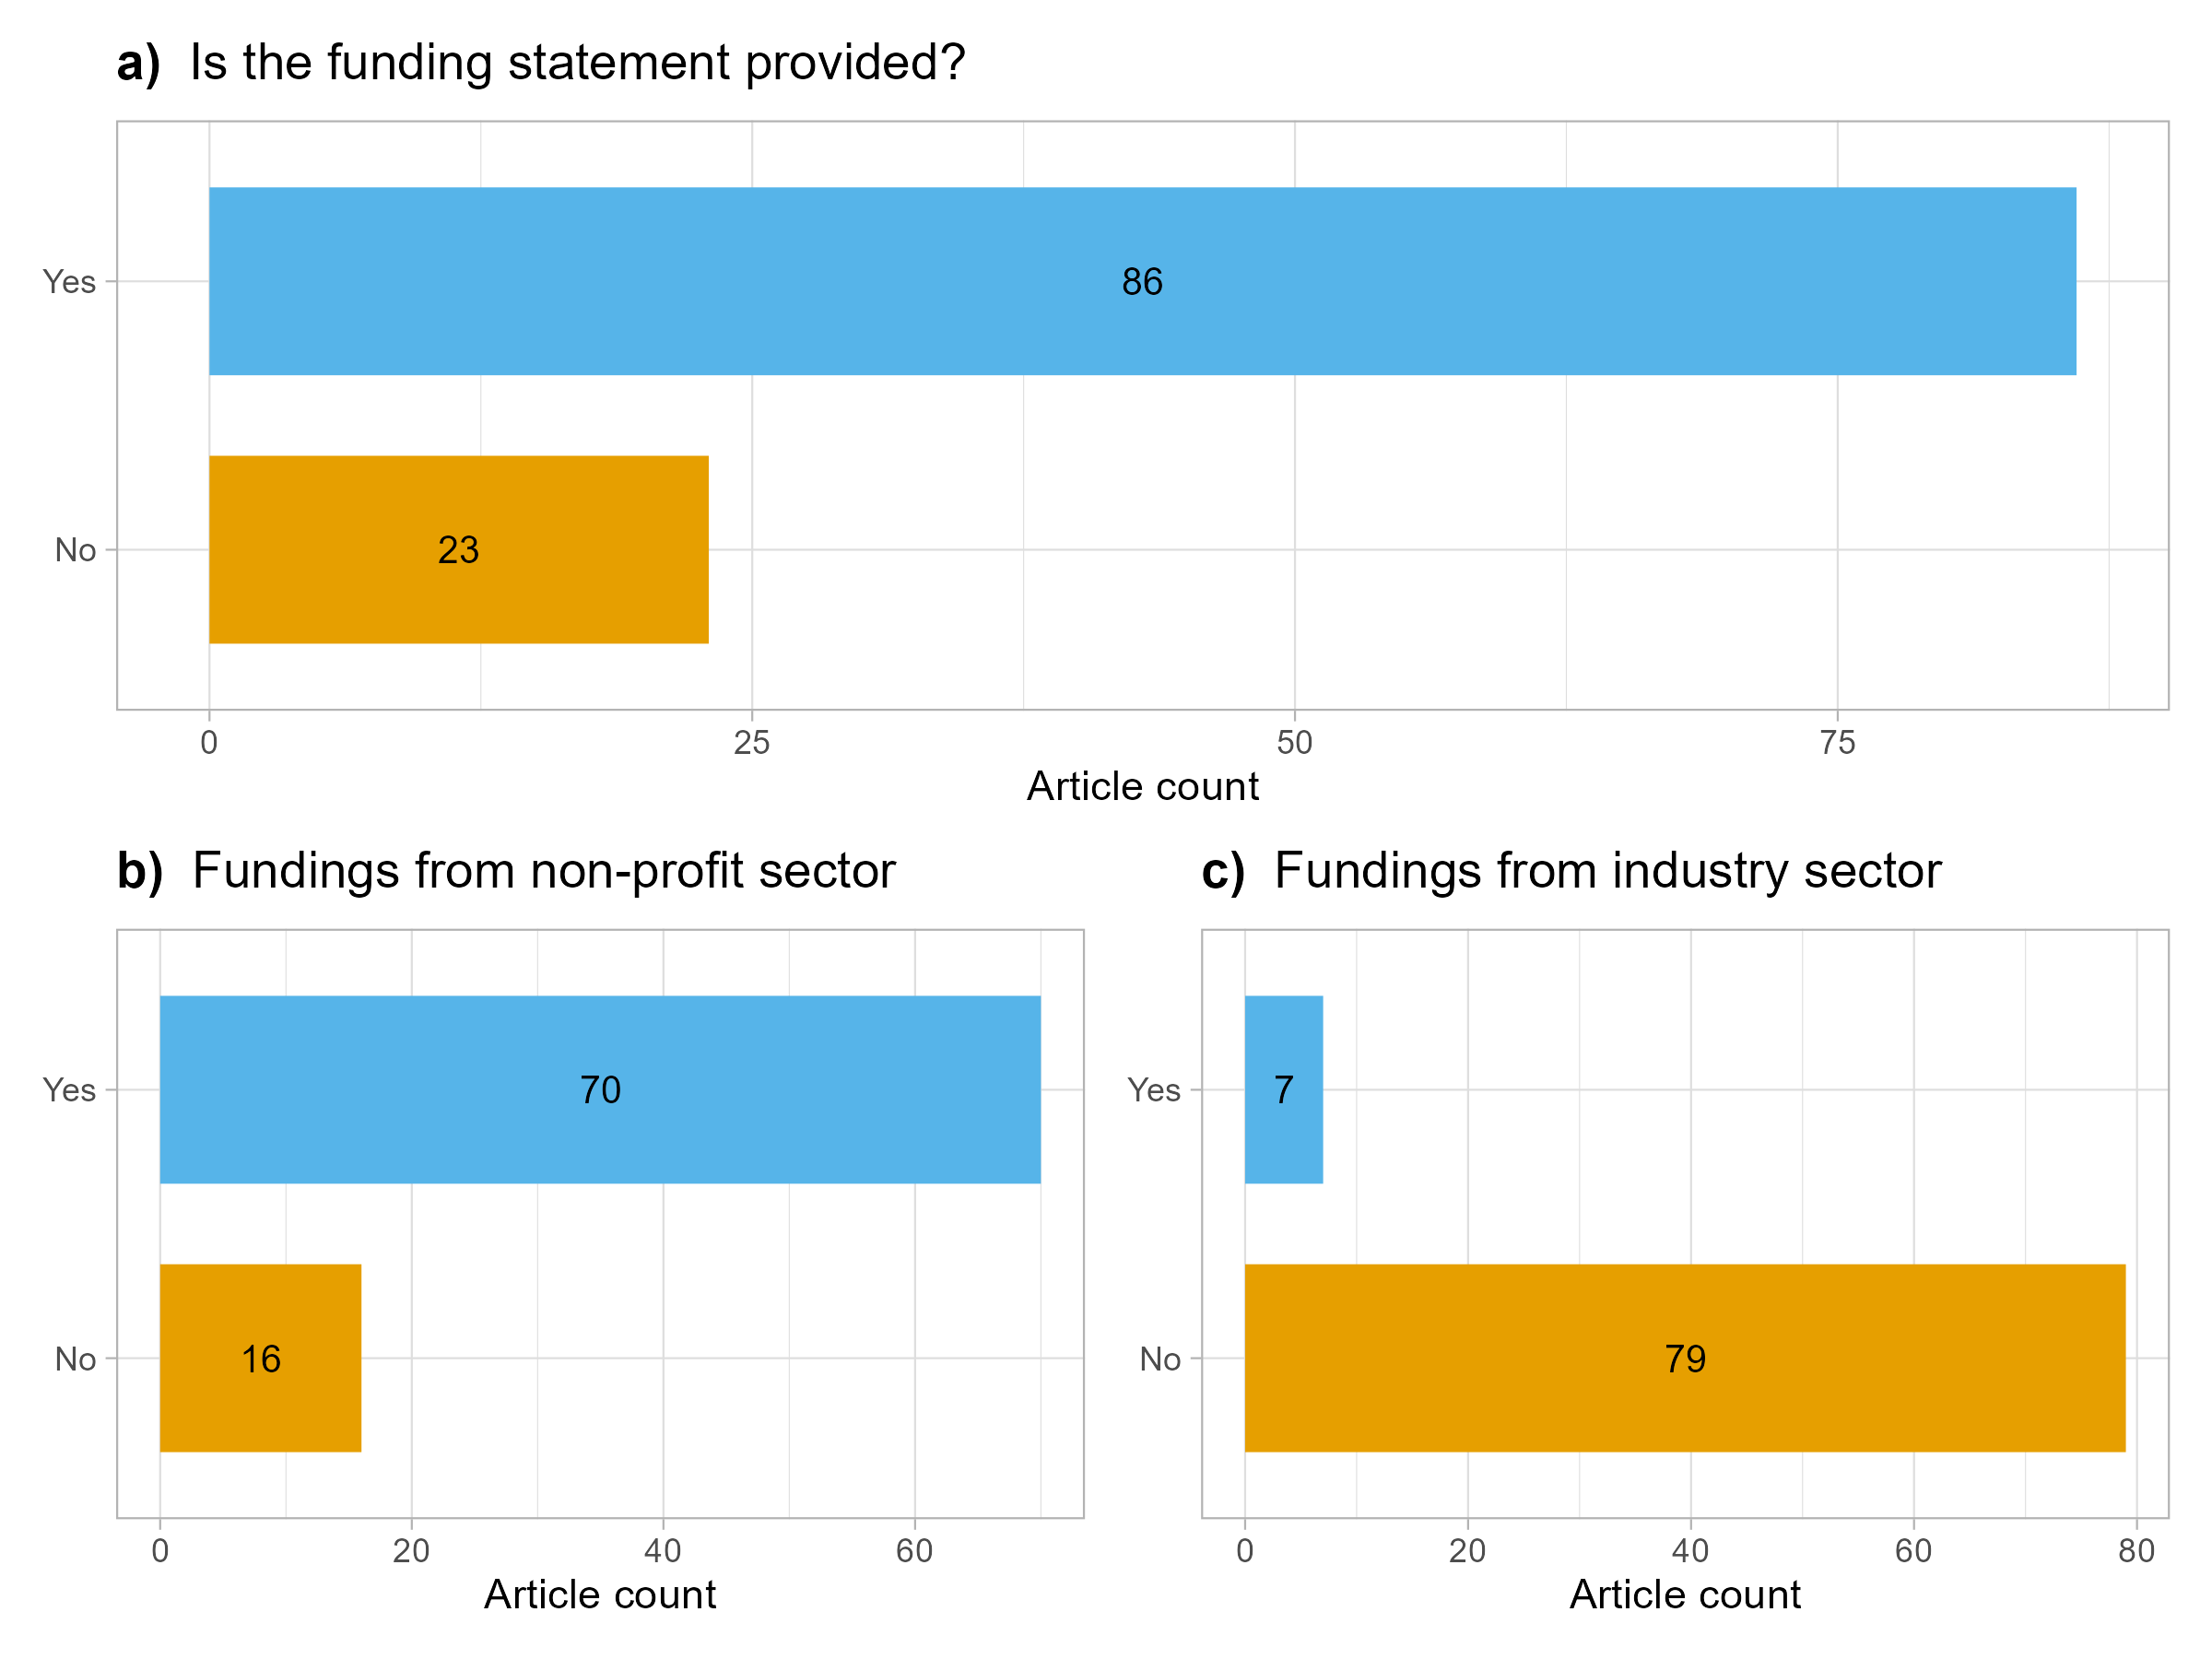 a) Is the funding statement provided?
Yes
86
No
23
0 25 50 75
Article count
b) Fundings from non-profit sector
Yes
70
No
16
0 20 40 60
Article count
c) Fundings from industry sector
Yes
7
No
79
0 20 40 60 80
Article count